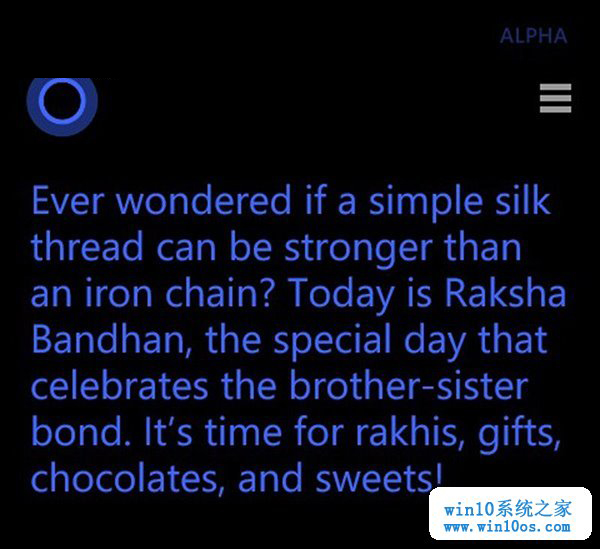 ALPHA
Ever wondered if a simple silk
thread can be stronger than
an iron chain? Today is Raksha
Bandhan, the special day that
celebrates the brother-sister
bond. It’s time for rakhis, gifts,
chocolates, and sweets!
win10系统之家
www.win10os.com